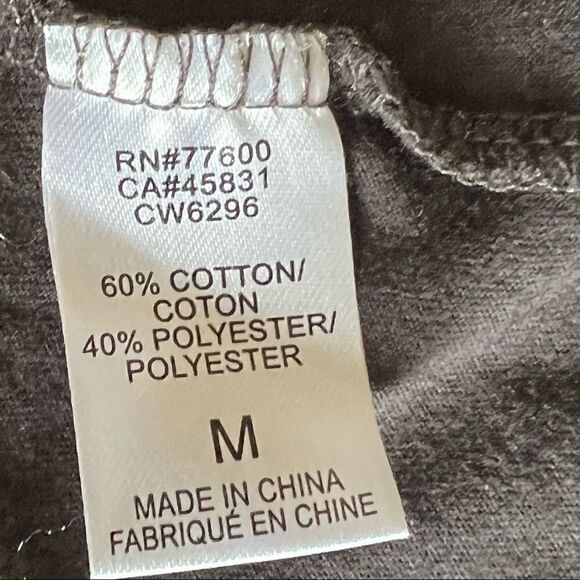 RN#77600
CA#45831
CW6296
60% COTTON/
COTON
40% POLYESTER/
POLYESTER
M
MADE IN CHINA
FABRIQUÉ EN CHINE